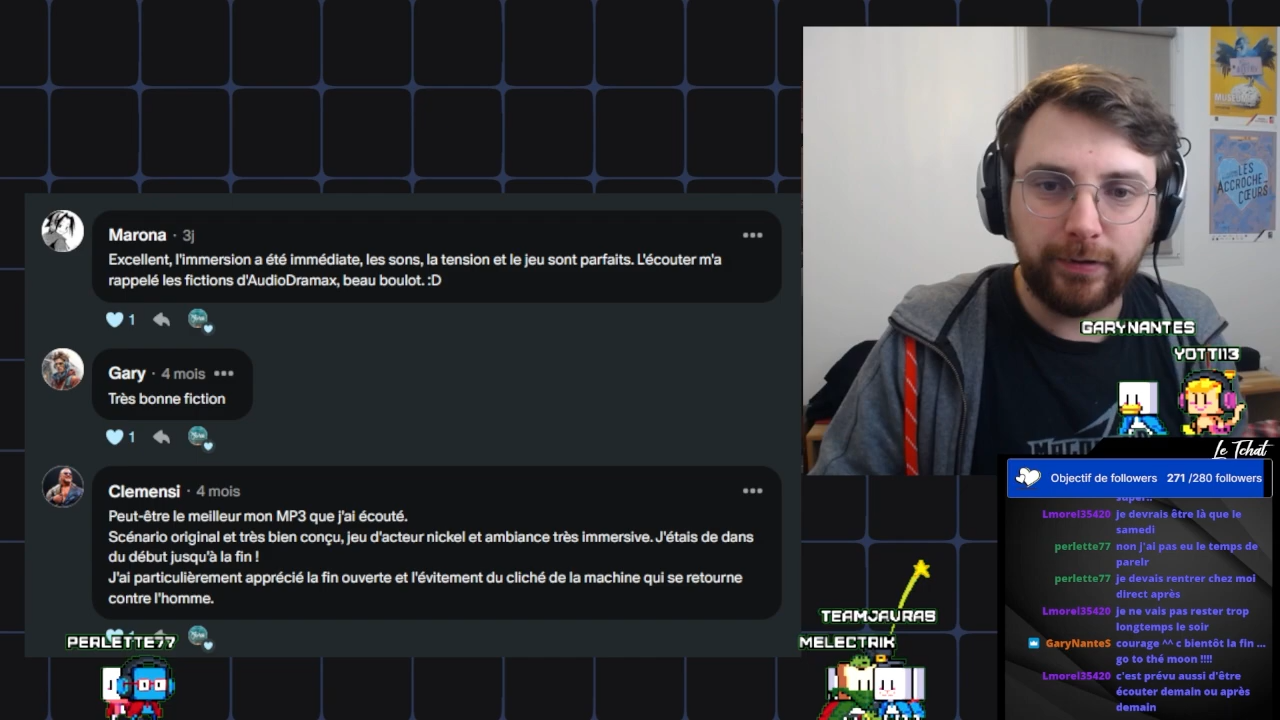 Marona · 3j
Excellent, l'immersion a été immédiate, les sons, la tension et le jeu sont parfaits. L'écouter m'a
rappelé les fictions d'AudioDramax, beau boulot. :D
1
Gary · 4 mois
Très bonne fiction
1
Clemensi · 4 mois
Peut-être le meilleur mon MP3 que j'ai écouté.
Scénario original et très bien conçu, jeu d'acteur nickel et ambiance très immersive. J'étais de dans
du début jusqu'à la fin !
J'ai particulièrement apprécié la fin ouverte et l'évitement du cliché de la machine qui se retourne
contre l'homme.
PERLETTE77
TEAMJAVRAS
MELECTRIK
LES
ACCROCHE
CŒURS
GARYNANTES
YOTTI13
Le Tchat
Objectif de followers 271 /280 followers
super..
Lmorel35420 je devrais être là que le
samedi
perlette77 non j'ai pas eu le temps de
pareir
perlette77 je devais rentrer chez moi
direct après
Lmorel35420 je ne vais pas rester trop
longtemps le soir
GaryNanteS courage ^^ c bientôt la fin ...
go to thé moon !!!!
Lmorel35420 c'est prévu aussi d'être
écouter demain ou après
demain